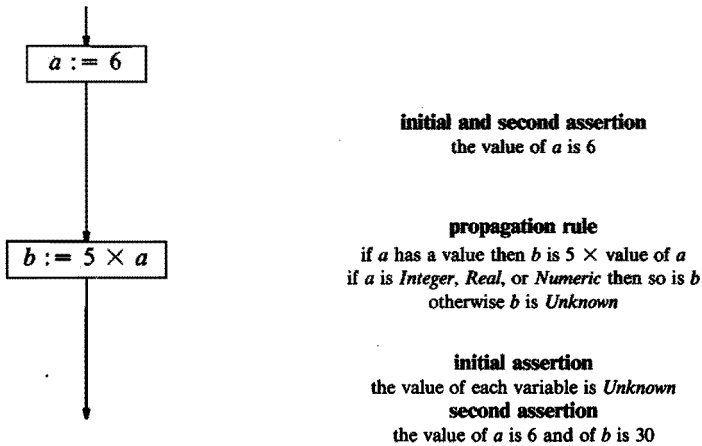 a := 6
initial and second assertion
the value of a is 6
propagation rule
b := 5 × a
if a has a value then b is 5 × value of a
if a is Integer, Real, or Numeric then so is b
otherwise b is Unknown
initial assertion
the value of each variable is Unknown
second assertion
the value of a is 6 and of b is 30